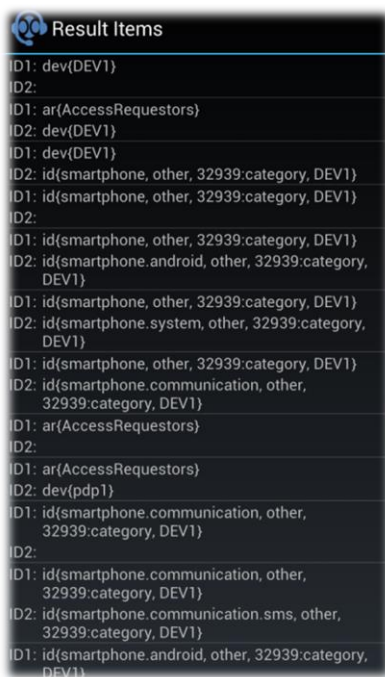 Result Items
ID1: dev{DEV1}
ID2:
ID1: ar{AccessRequestors}
ID2: dev{DEV1}
ID1: dev{DEV1}
ID2: id{smartphone, other, 32939:category, DEV1}
ID1: id{smartphone, other, 32939:category, DEV1}
ID2:
ID1: id{smartphone, other, 32939:category, DEV1}
ID2: id{smartphone.android, other, 32939:category,
DEV1}
ID1: id{smartphone, other, 32939:category, DEV1}
ID2: id{smartphone.system, other, 32939:category,
DEV1}
ID1: id{smartphone, other, 32939:category, DEV1}
ID2: id{smartphone.communication, other,
32939:category, DEV1}
ID1: ar{AccessRequestors}
ID2:
ID1: ar{AccessRequestors}
ID2: dev{pdp1}
ID1: id{smartphone.communication, other,
32939:category, DEV1}
ID2:
ID1: id{smartphone.communication, other,
32939:category, DEV1}
ID2: id{smartphone.communication.sms, other,
32939:category, DEV1}
ID1: id{smartphone.android, other, 32939:category,
DEV1}